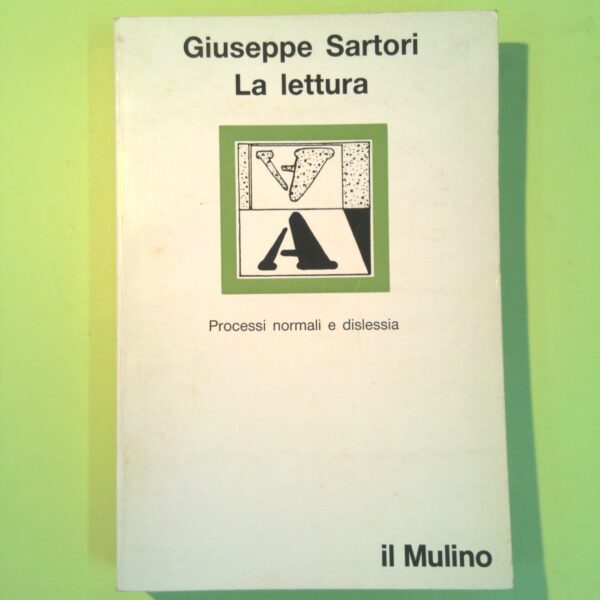 Giuseppe Sartori
La lettura
A
A
Processi normali e dislessia
il Mulino